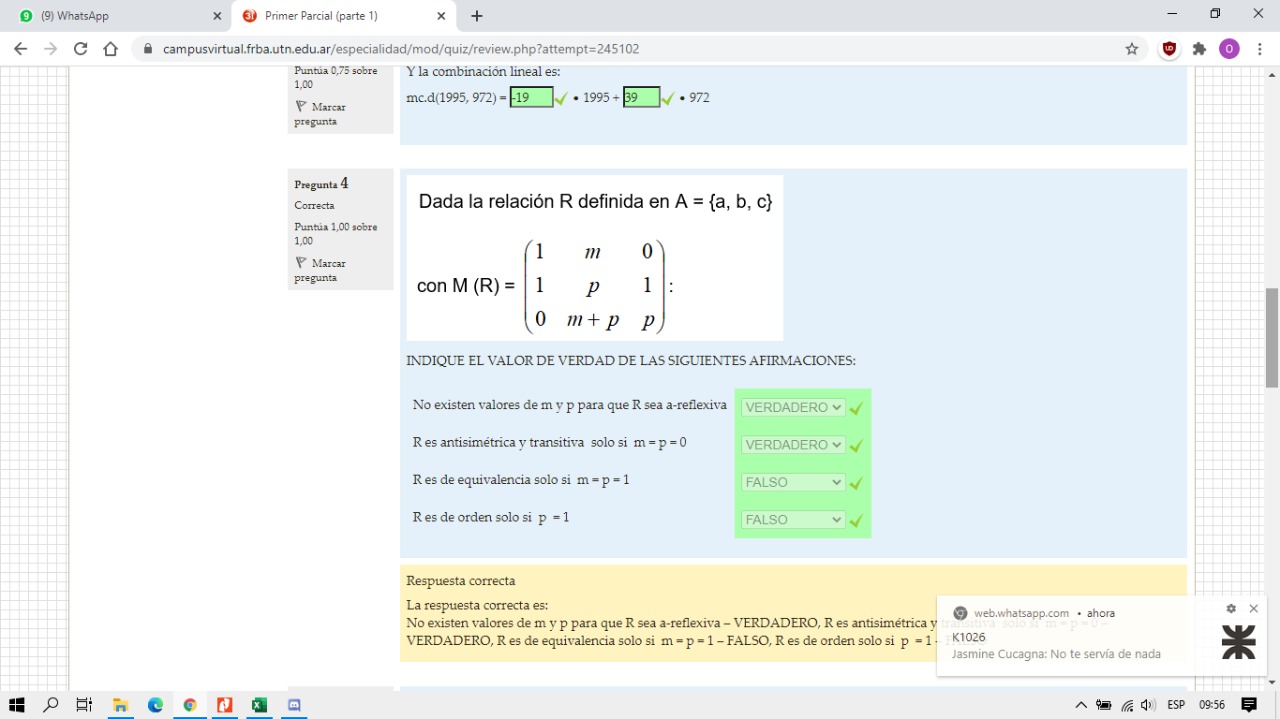 (9) WhatsApp
Primer Parcial (parte 1)
campusvirtual.frba.utn.edu.ar/especialidad/mod/quiz/review.php?attempt=245102
O
Puntúa 0,75 sobre
1,00
Marcar
pregunta
Y la combinación lineal es:
mc.d(1995, 972) = -19 • 1995 + 39 • 972
Pregunta 4
Correcta
Puntúa 1,00 sobre
1,00
Marcar
pregunta
Dada la relación R definida en A = {a, b, c}
1 m 0
con M (R) = 1 p 1 :
0 m + p p
INDIQUE EL VALOR DE VERDAD DE LAS SIGUIENTES AFIRMACIONES:
No existen valores de m y p para que R sea a-reflexiva VERDADERO
R es antisimétrica y transitiva solo si m = p = 0 VERDADERO
R es de equivalencia solo si m = p = 1 FALSO
R es de orden solo si p = 1 FALSO
Respuesta correcta
La respuesta correcta es:
No existen valores de m y p para que R sea a-reflexiva – VERDADERO, R es antisimétrica y transitiva solo si m = p = 0 –
VERDADERO, R es de equivalencia solo si m = p = 1 – FALSO, R es de orden solo si p = 1 –
web.whatsapp.com • ahora
K1026
Jasmine Cucagna: No te servía de nada
ESP
09:56